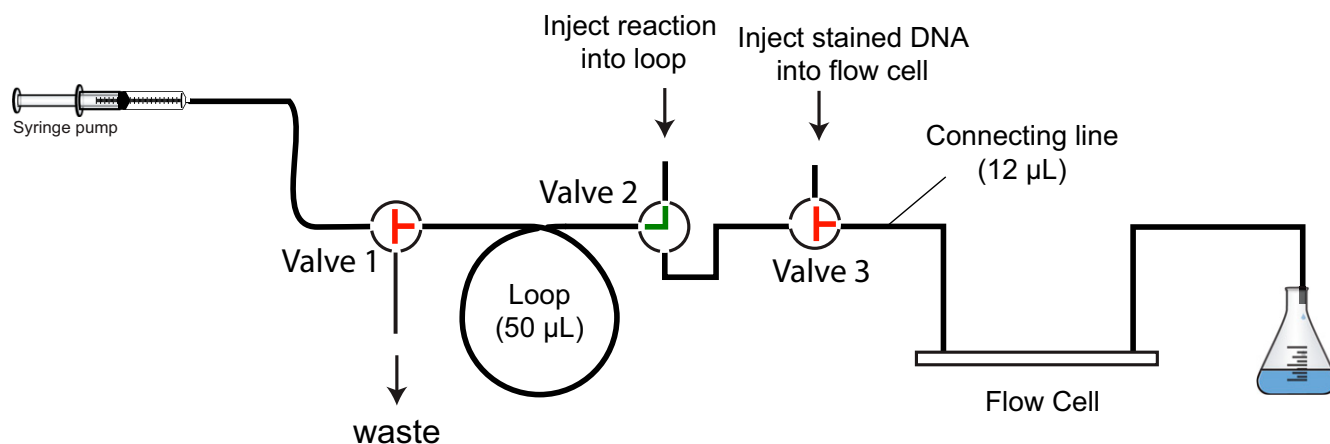 Inject reaction
into loop
Inject stained DNA
into flow cell
Syringe pump
Connecting line
(12 µL)
Valve 2
Valve 1
Valve 3
Loop
(50 µL)
Flow Cell
waste